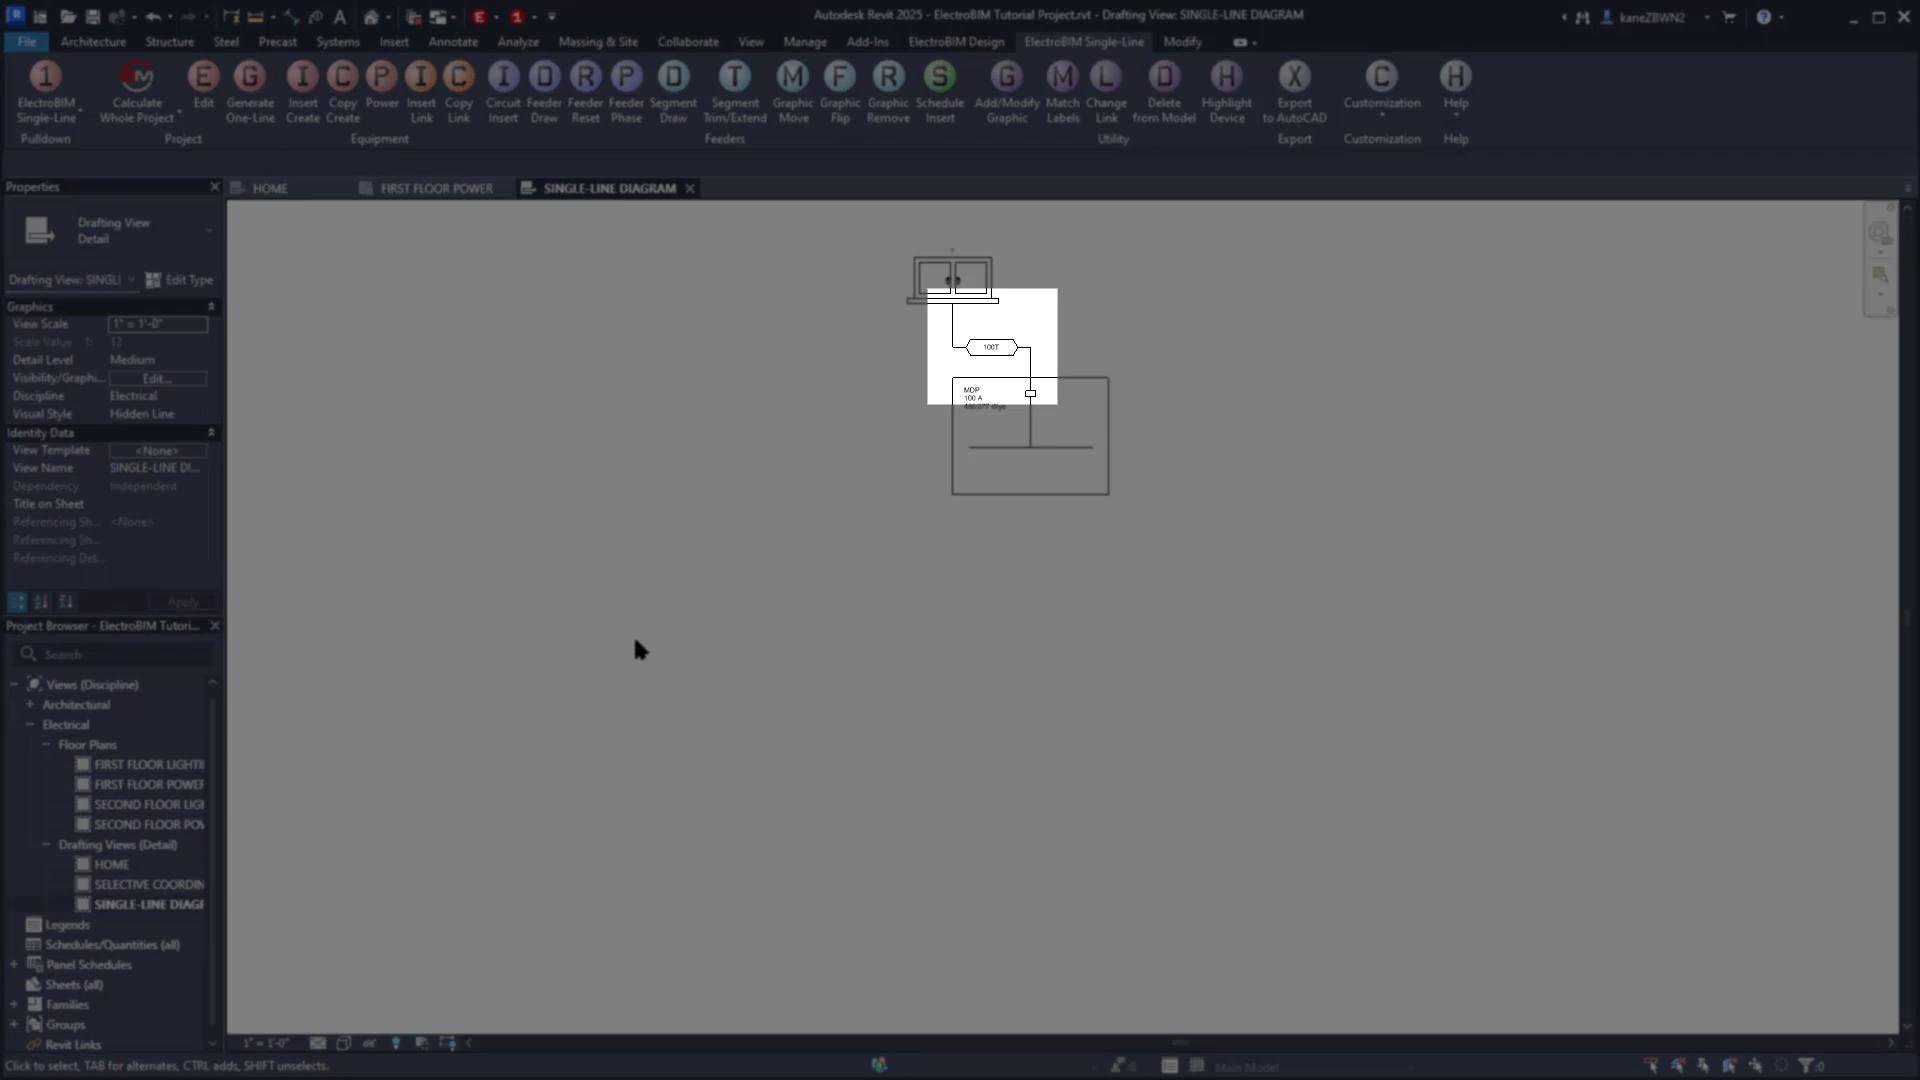 Autodesk Revit 2025 - ElectroBIM Tutorial Project.rvt - Drafting View: SINGLE-LINE DIAGRAM
kaneZBWN2
File Architecture Structure Steel Precast Systems Insert Annotate Analyze Massing & Site Collaborate View Manage Add-Ins ElectroBIM Design ElectroBIM Single-Line Modify
ElectroBIM Single-Line
Calculate Whole Project
Edit
Generate One-Line
Insert Create
Copy Create
Power
Insert Link
Copy Link
Circuit Insert
Feeder Draw
Feeder Reset
Feeder Phase
Segment Draw
Segment Trim/Extend
Graphic Move
Graphic Flip
Graphic Remove
Schedule Insert
Add/Modify Graphic
Match Labels
Change Link
Delete from Model
Highlight Device
Export to AutoCAD
Customization
Help
Pulldown Project Equipment Feeders Utility Export Customization Help
Properties
HOME FIRST FLOOR POWER SINGLE-LINE DIAGRAM
Drafting View
Detail
Drafting View: SINGLI Edit Type
Graphics
View Scale 1" = 1'-0"
Scale Value 1: 12
Detail Level Medium
Visibility/Graphi... Edit...
Discipline Electrical
Visual Style Hidden Line
Identity Data
View Template <None>
View Name SINGLE-LINE DI...
Dependency Independent
Title on Sheet
Referencing Sh... <None>
Referencing Sh...
Referencing Det...
Apply
Project Browser - ElectroBIM Tutori...
Search
Views (Discipline)
Architectural
Electrical
Floor Plans
FIRST FLOOR LIGHTI
FIRST FLOOR POWER
SECOND FLOOR LIGI
SECOND FLOOR POW
Drafting Views (Detail)
HOME
SELECTIVE COORDIN
SINGLE-LINE DIAGR
Legends
Schedules/Quantities (all)
Panel Schedules
Sheets (all)
Families
Groups
Revit Links
100T
MDP
100 A
480/277 Wye
1" = 1'-0"
Click to select, TAB for alternates, CTRL adds, SHIFT unselects.
Main Model
:0